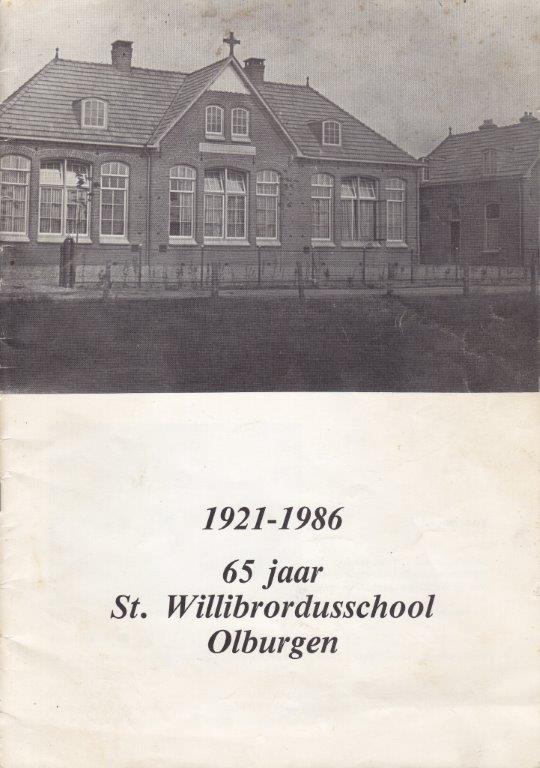 1921-1986
65 jaar
St. Willibrordusschool
Olburgen